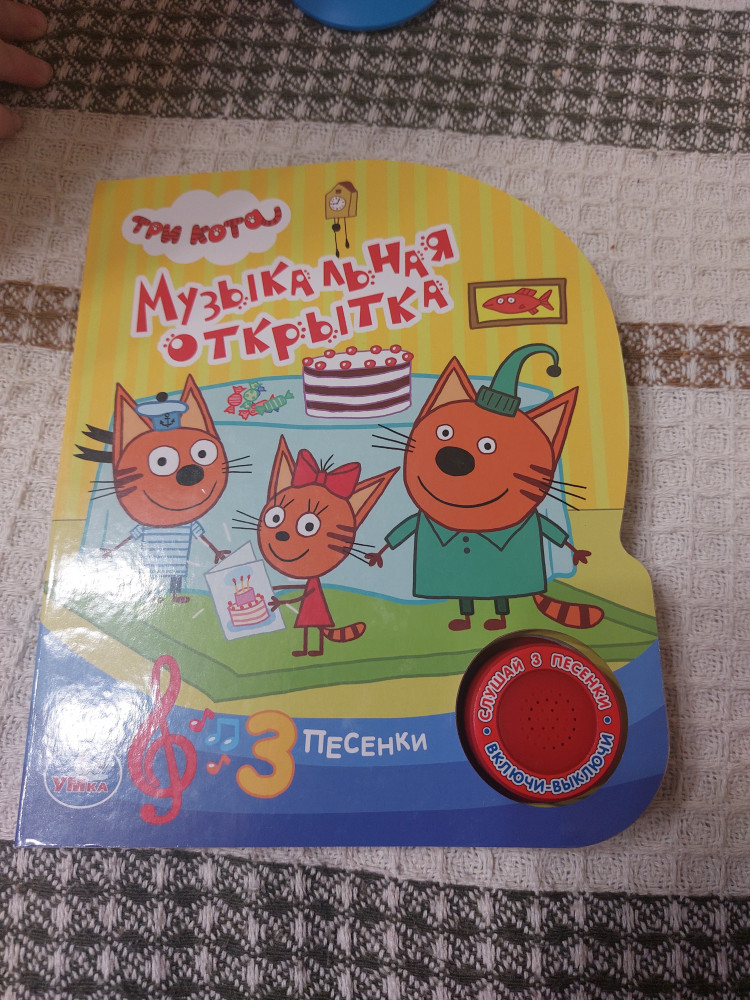 ТРИ КОТА
МУЗЫКАЛЬНАЯ
ОТКРЫТКА
3 ПЕСЕНКИ
УМКА
СЛУШАЙ 3 ПЕСЕНКИ
ВКЛЮЧИ-ВЫКЛЮЧИ